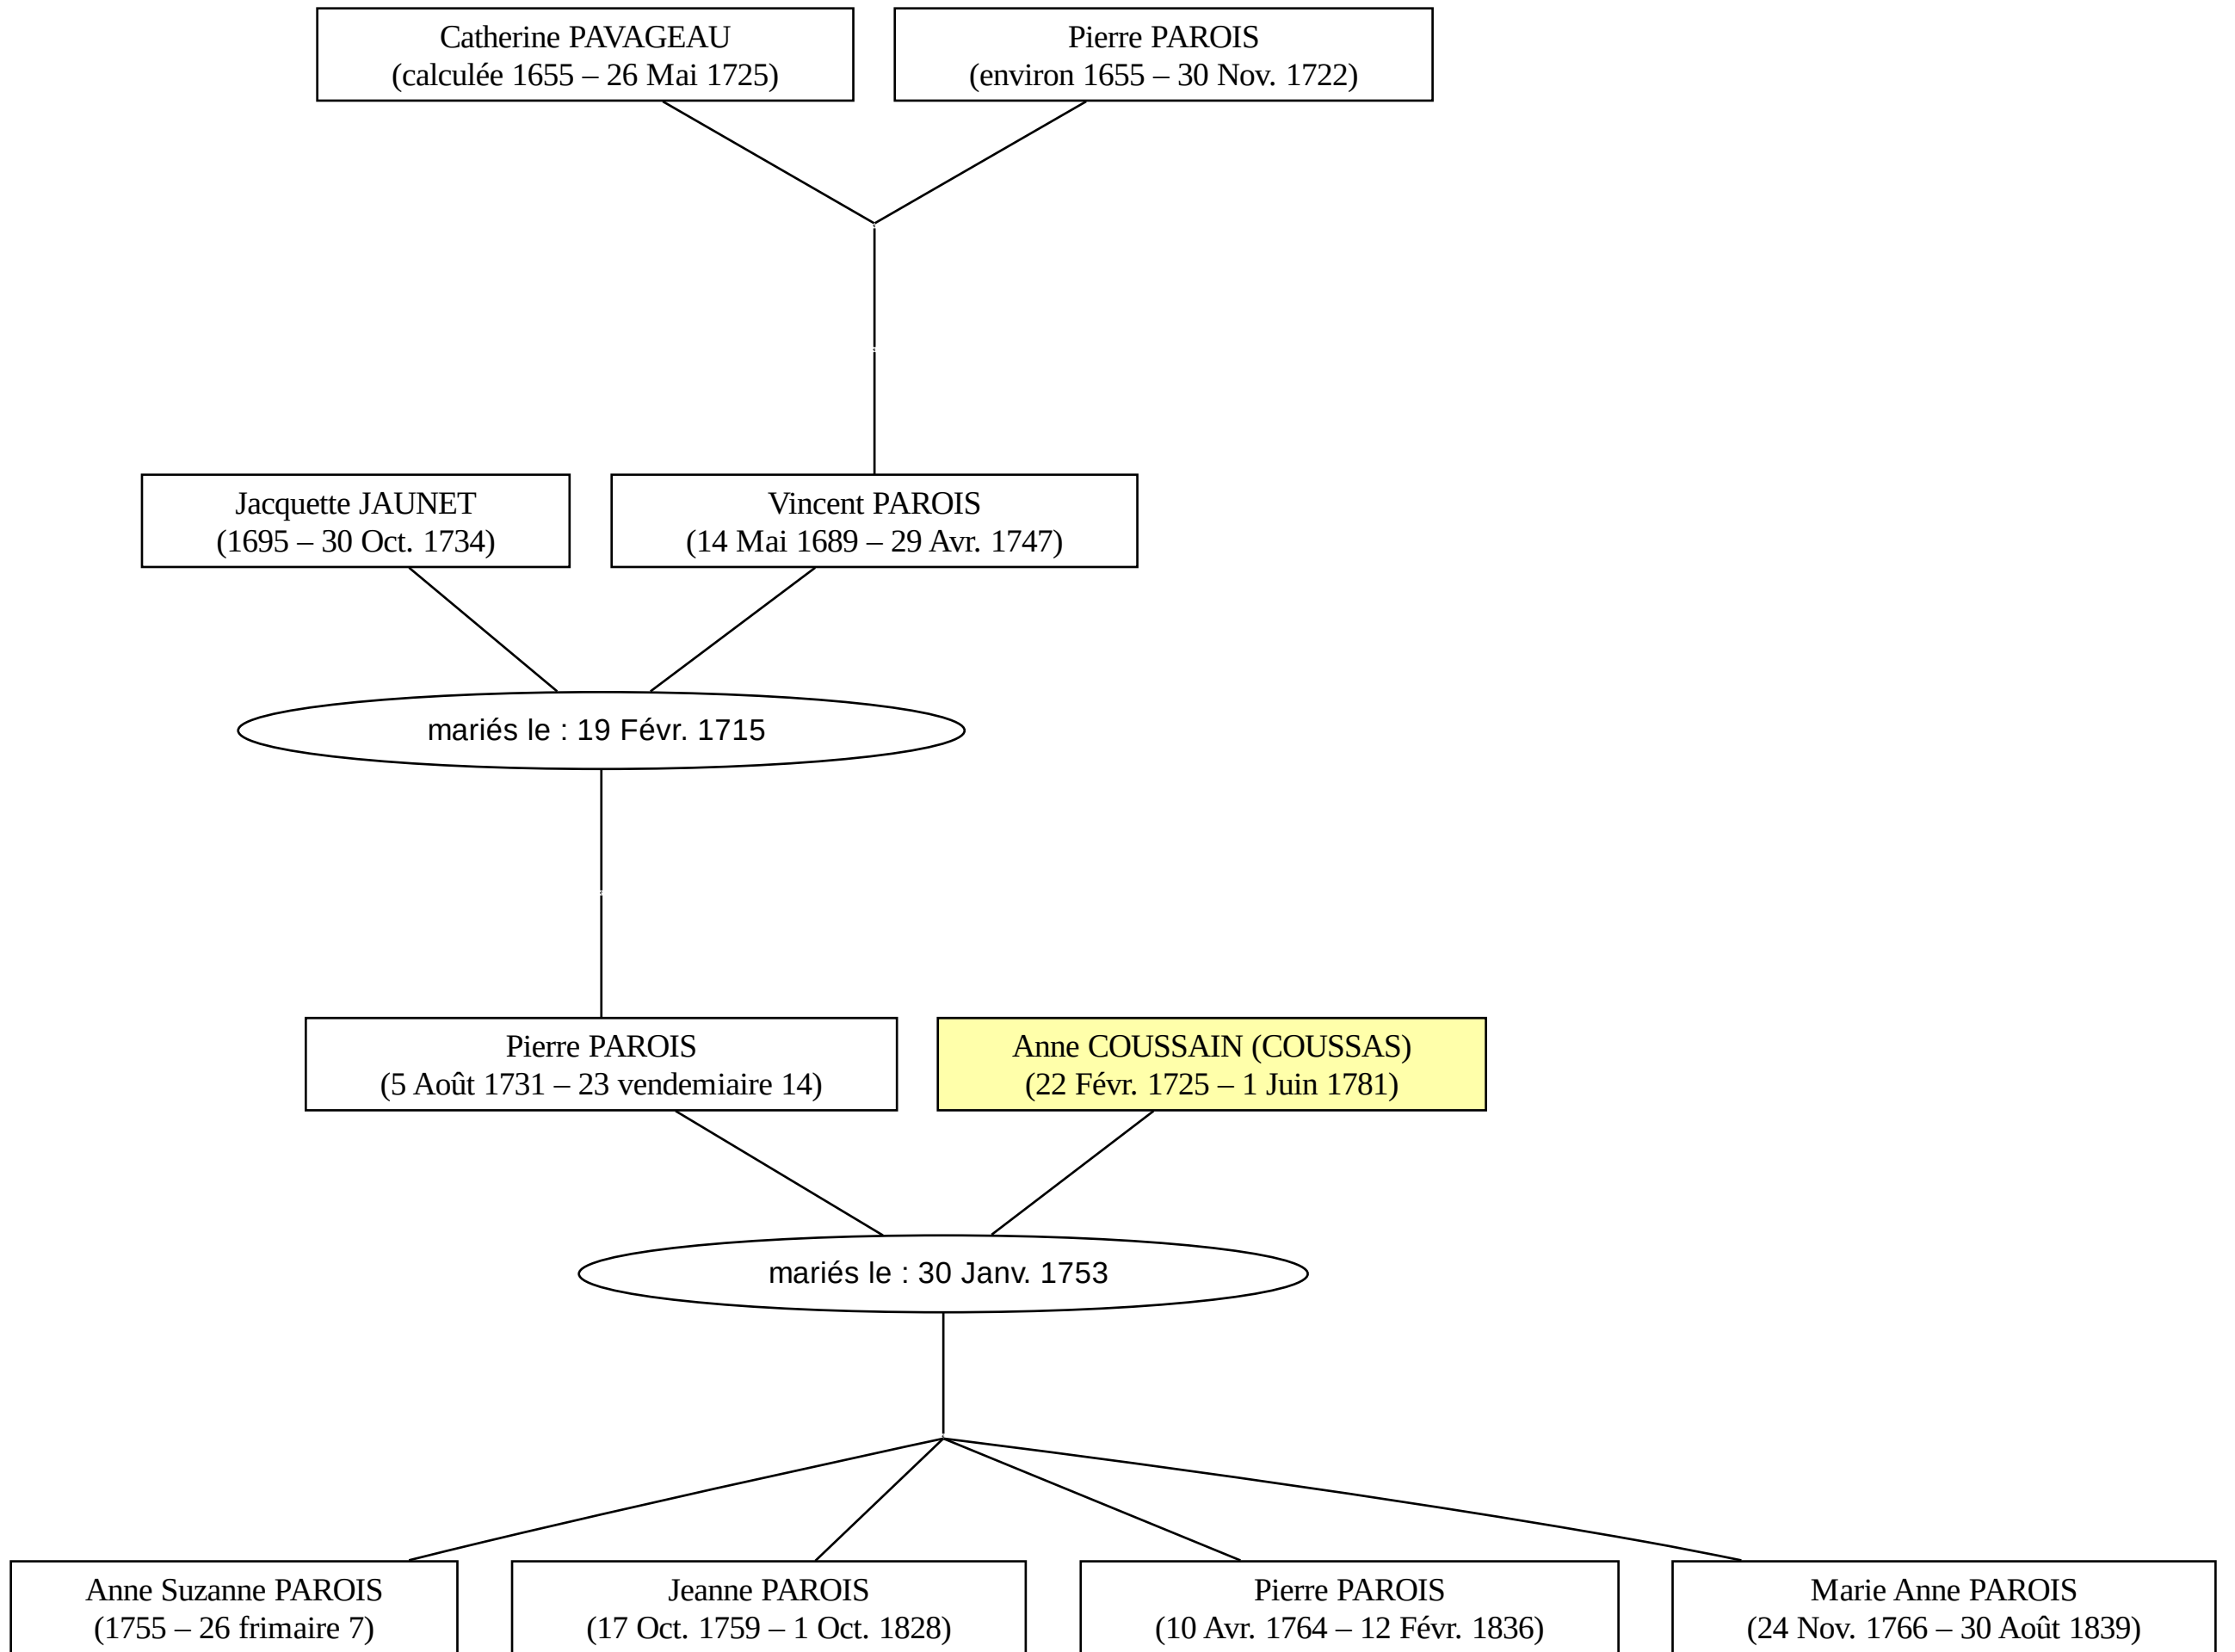 Catherine PAVAGEAU
(calculée 1655 – 26 Mai 1725)
Pierre PAROIS
(environ 1655 – 30 Nov. 1722)
Jacquette JAUNET
(1695 – 30 Oct. 1734)
Vincent PAROIS
(14 Mai 1689 – 29 Avr. 1747)
mariés le : 19 Févr. 1715
Pierre PAROIS
(5 Août 1731 – 23 vendemiaire 14)
Anne COUSSAIN (COUSSAS)
(22 Févr. 1725 – 1 Juin 1781)
mariés le : 30 Janv. 1753
Anne Suzanne PAROIS
(1755 – 26 frimaire 7)
Jeanne PAROIS
(17 Oct. 1759 – 1 Oct. 1828)
Pierre PAROIS
(10 Avr. 1764 – 12 Févr. 1836)
Marie Anne PAROIS
(24 Nov. 1766 – 30 Août 1839)